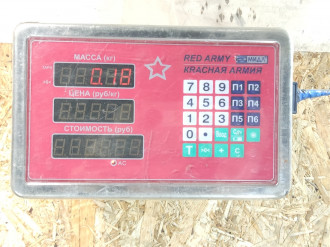 МАССА (кг)
0.18
RED ARMY
КРАСНАЯ АРМИЯ
ЦЕНА (руб/кг)
СТОИМОСТЬ (руб)
7 8 9 П1 П2
4 5 6 П3 П4
1 2 3 П5 П6
0 •
T +